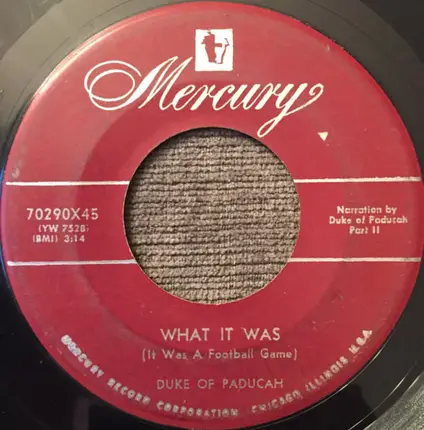 Mercury
70290X45
(YW 7528)
(BMI) 3:14
Narration by
Duke of Paducah
Part II
WHAT IT WAS
(It Was A Football Game)
DUKE OF PADUCAH
MERCURY RECORD CORPORATION, CHICAGO, ILLINOIS, U.S.A